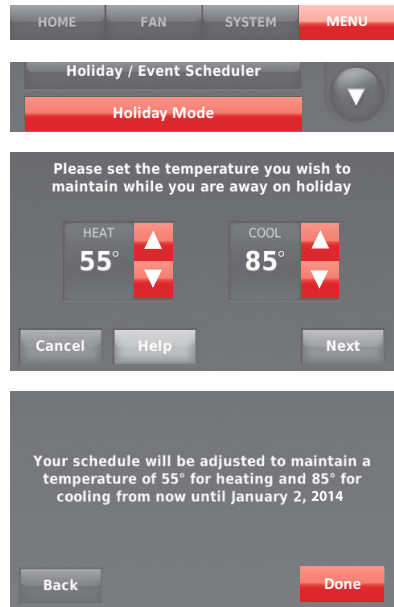 HOME FAN SYSTEM MENU
Holiday / Event Scheduler
Holiday Mode
Please set the temperature you wish to
maintain while you are away on holiday
HEAT COOL
55° 85°
Cancel Help Next
Your schedule will be adjusted to maintain a
temperature of 55° for heating and 85° for
cooling from now until January 2, 2014
Back Done